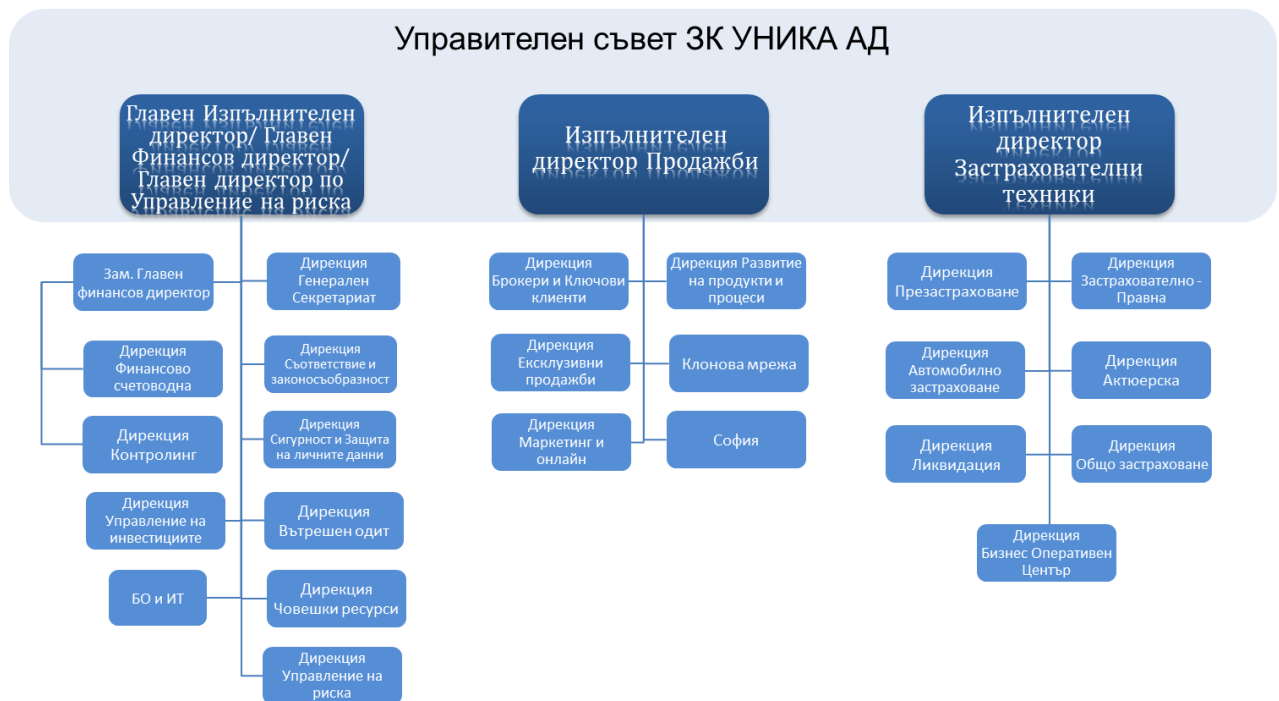 Управителен съвет ЗК УНИКА АД
Главен Изпълнителен
директор/ Главен
Финансов директор/
Главен директор по
Управление на риска
Изпълнителен
директор Продажби
Изпълнителен
директор
Застрахователни
техники
Зам. Главен
финансов директор
Дирекция
Генерален
Секретариат
Дирекция
Финансово
счетоводна
Дирекция
Съответствие и
законосъобразност
Дирекция
Контролинг
Дирекция
Сигурност и Защита
на личните данни
Дирекция
Управление на
инвестициите
Дирекция
Вътрешен одит
БО и ИТ
Дирекция
Човешки ресурси
Дирекция
Управление на
риска
Дирекция
Брокери и Ключови
клиенти
Дирекция Развитие
на продукти и
процеси
Дирекция
Ексклузивни
продажби
Клонова мрежа
Дирекция
Маркетинг и
онлайн
София
Дирекция
Презастраховане
Дирекция
Застрахователно -
Правна
Дирекция
Автомобилно
застраховане
Дирекция
Актюерска
Дирекция
Ликвидация
Дирекция
Общо застраховане
Дирекция
Бизнес Оперативен
Център